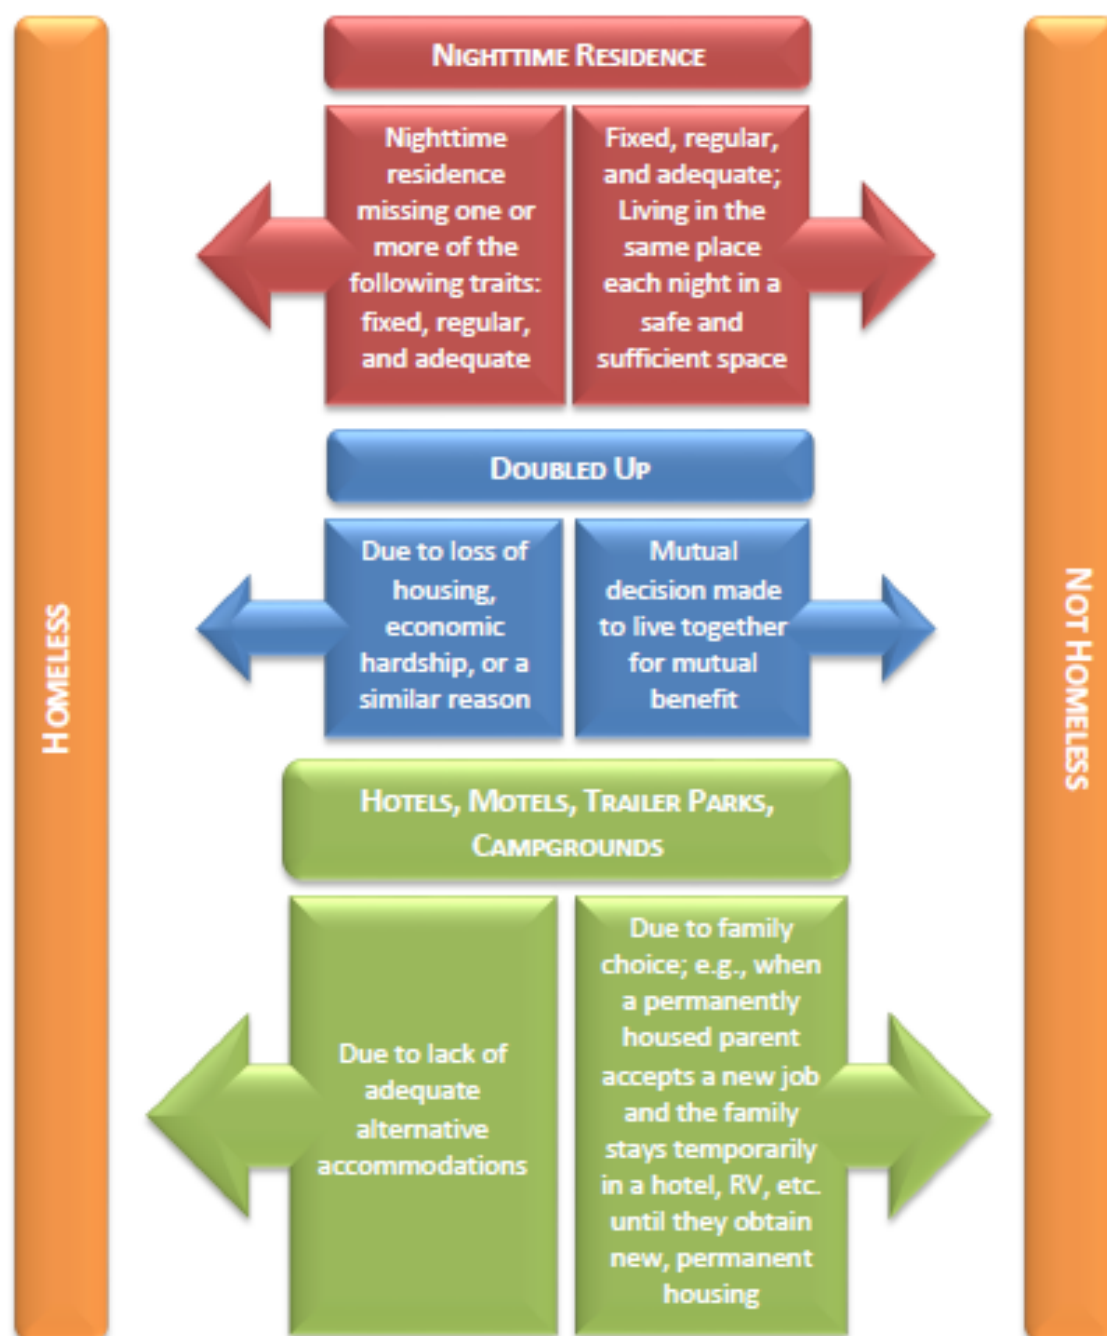 HOMELESS
NIGHTTIME RESIDENCE
Nighttime
residence
missing one or
more of the
following traits:
fixed, regular,
and adequate
Fixed, regular,
and adequate;
Living in the
same place
each night in a
safe and
sufficient space
DOUBLED UP
Due to loss of
housing,
economic
hardship, or a
similar reason
Mutual
decision made
to live together
for mutual
benefit
HOTELS, MOTELS, TRAILER PARKS,
CAMPGROUNDS
Due to lack of
adequate
alternative
accommodations
Due to family
choice; e.g., when
a permanently
housed parent
accepts a new job
and the family
stays temporarily
in a hotel, RV, etc.
until they obtain
new, permanent
housing
NOT HOMELESS